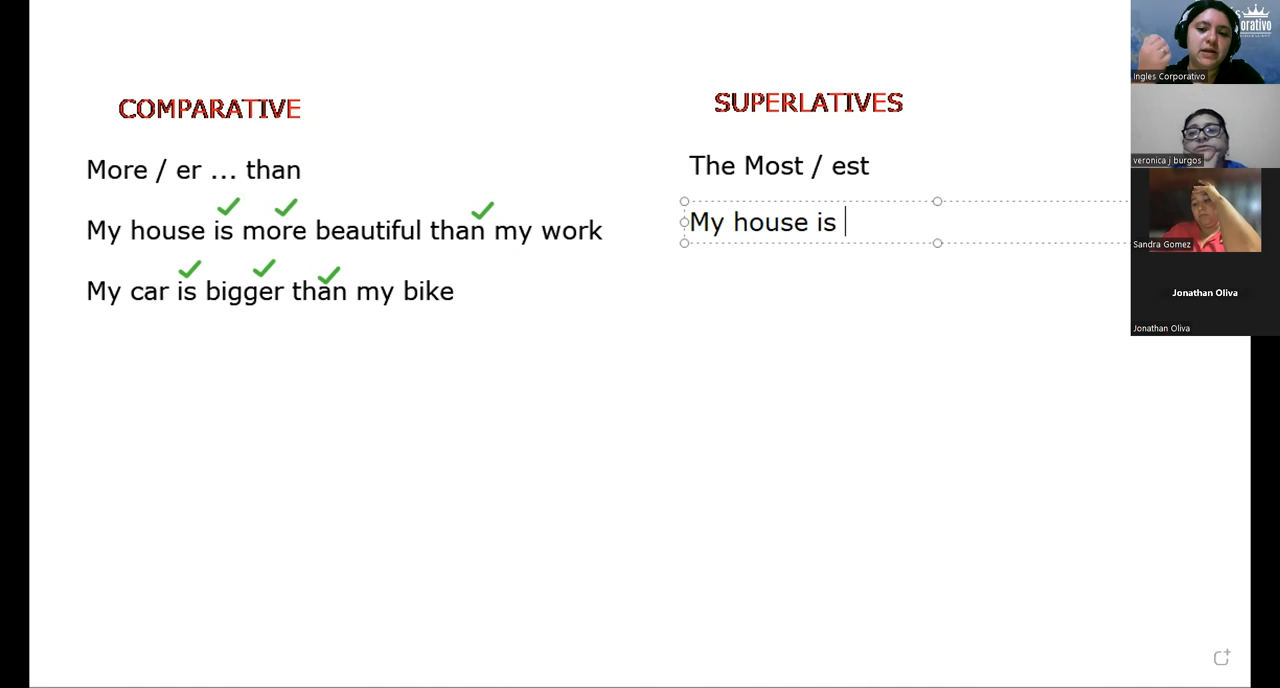 COMPARATIVE
More / er ... than
My house is more beautiful than my work
My car is bigger than my bike
SUPERLATIVES
The Most / est
My house is
orativo
Ingles Corporativo
veronica j burgos
Sandra Gomez
Jonathan Oliva
Jonathan Oliva